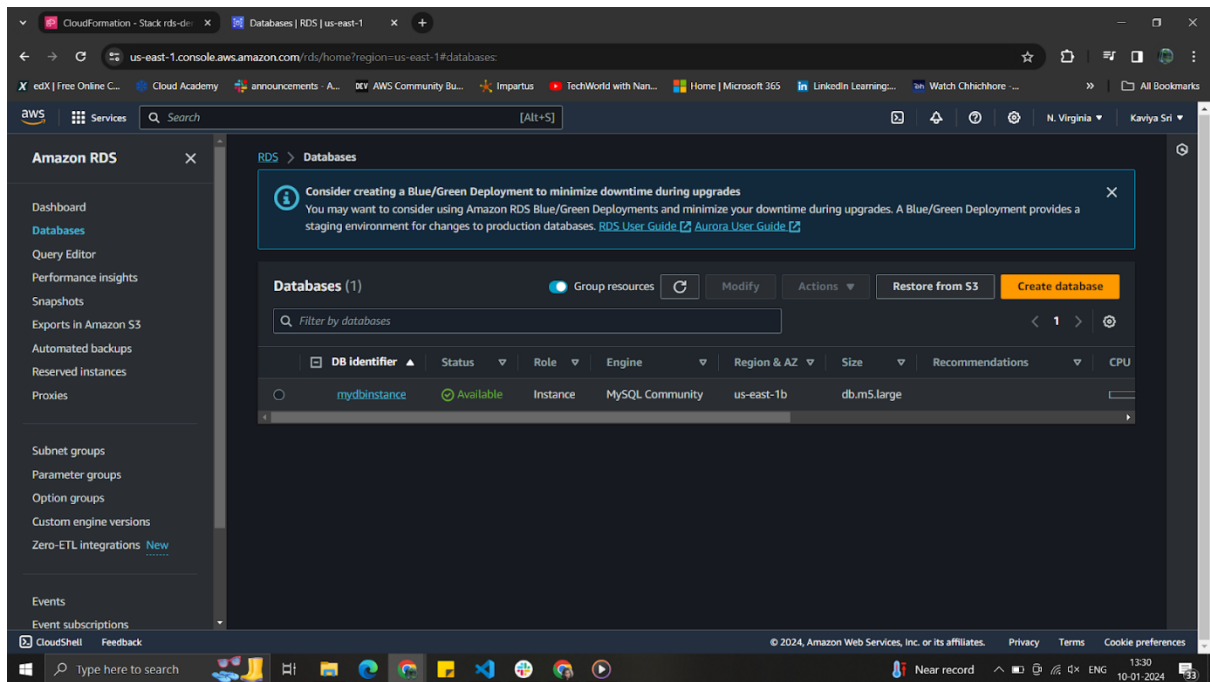 CloudFormation - Stack rds-der
Databases | RDS | us-east-1
us-east-1.console.aws.amazon.com/rds/home?region=us-east-1#databases:
edX | Free Online C...
Cloud Academy
announcements - A...
DEV AWS Community Bu...
Impartus
TechWorld with Nan...
Home | Microsoft 365
LinkedIn Learning:...
Watch Chhichhore -...
»
All Bookmarks
aws
Services
Search
[Alt+S]
N. Virginia
Kaviya Sri
Amazon RDS
Dashboard
Databases
Query Editor
Performance insights
Snapshots
Exports in Amazon S3
Automated backups
Reserved instances
Proxies
Subnet groups
Parameter groups
Option groups
Custom engine versions
Zero-ETL integrations New
Events
Event subscriptions
RDS > Databases
Consider creating a Blue/Green Deployment to minimize downtime during upgrades
You may want to consider using Amazon RDS Blue/Green Deployments and minimize your downtime during upgrades. A Blue/Green Deployment provides a
staging environment for changes to production databases. RDS User Guide Aurora User Guide
Databases (1)
Group resources
Modify
Actions
Restore from S3
Create database
Filter by databases
< 1 >
DB identifier
Status
Role
Engine
Region & AZ
Size
Recommendations
CPU
mydbinstance
Available
Instance
MySQL Community
us-east-1b
db.m5.large
CloudShell
Feedback
© 2024, Amazon Web Services, Inc. or its affiliates.
Privacy
Terms
Cookie preferences
Type here to search
Near record
ENG
13:30
10-01-2024
33